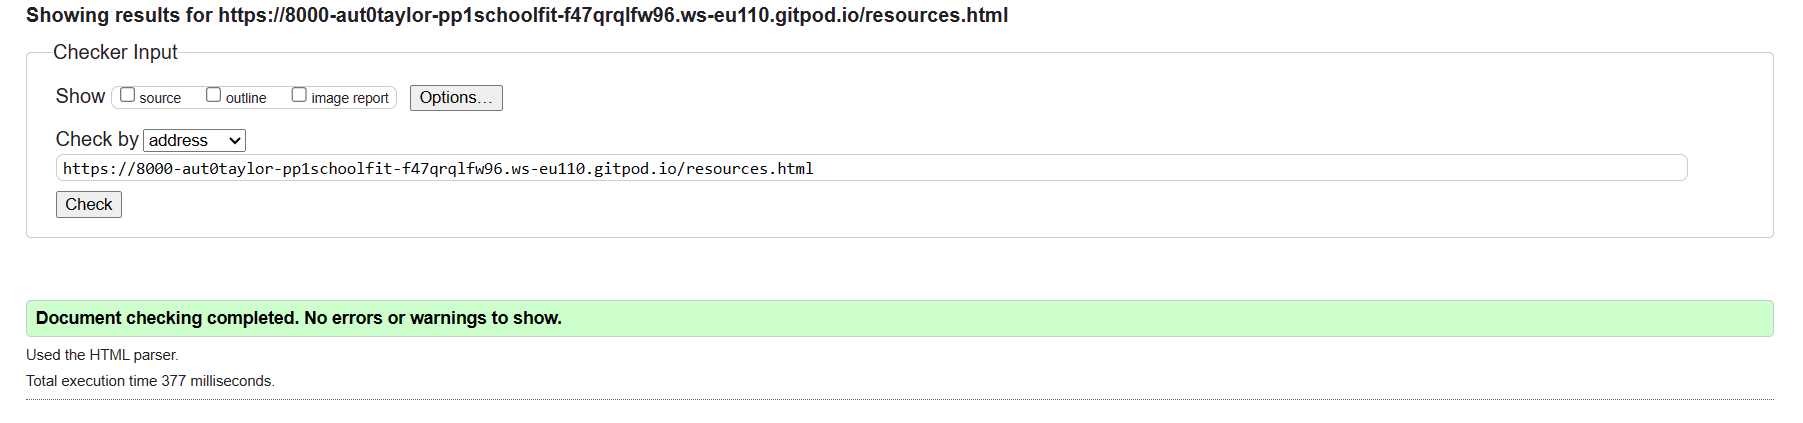 Showing results for https://8000-aut0taylor-pp1schoolfit-f47qrqlfw96.ws-eu110.gitpod.io/resources.html
Checker Input
Show source outline image report Options...
Check by address
https://8000-aut0taylor-pp1schoolfit-f47qrqlfw96.ws-eu110.gitpod.io/resources.html
Check
Document checking completed. No errors or warnings to show.
Used the HTML parser.
Total execution time 377 milliseconds.